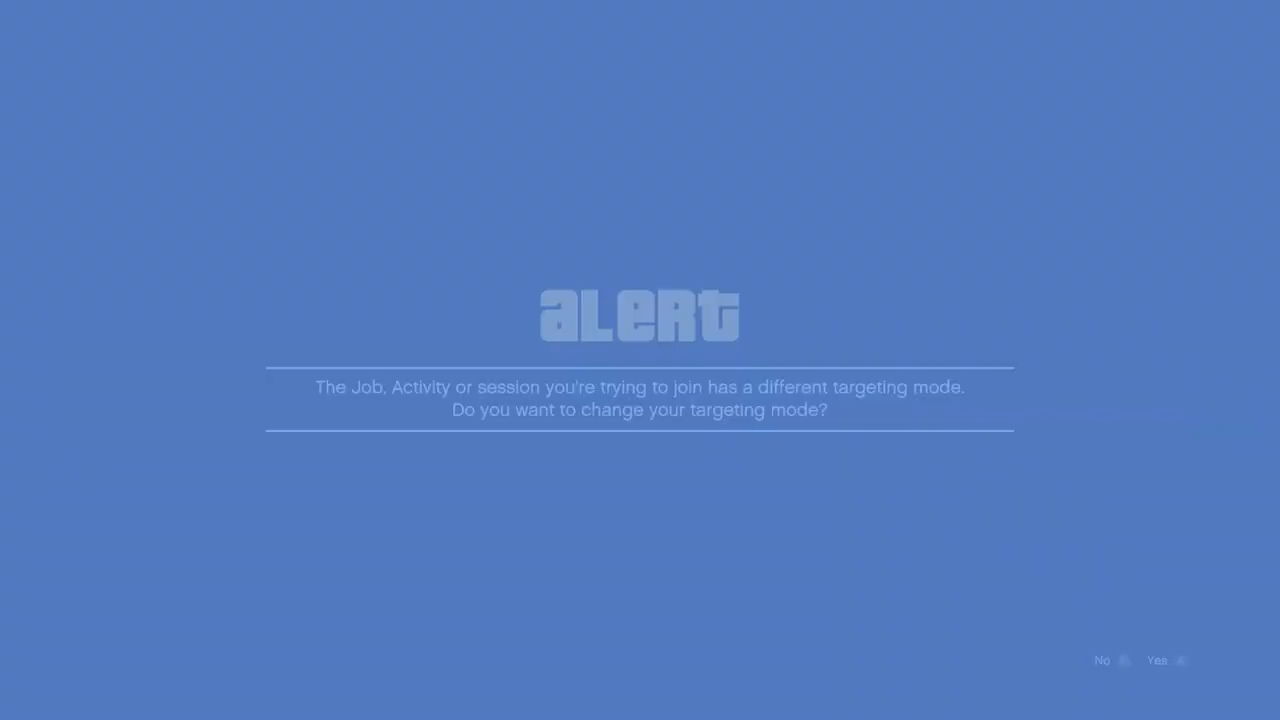 aLeRt
The Job, Activity or session you're trying to join has a different targeting mode.
Do you want to change your targeting mode?
No Yes